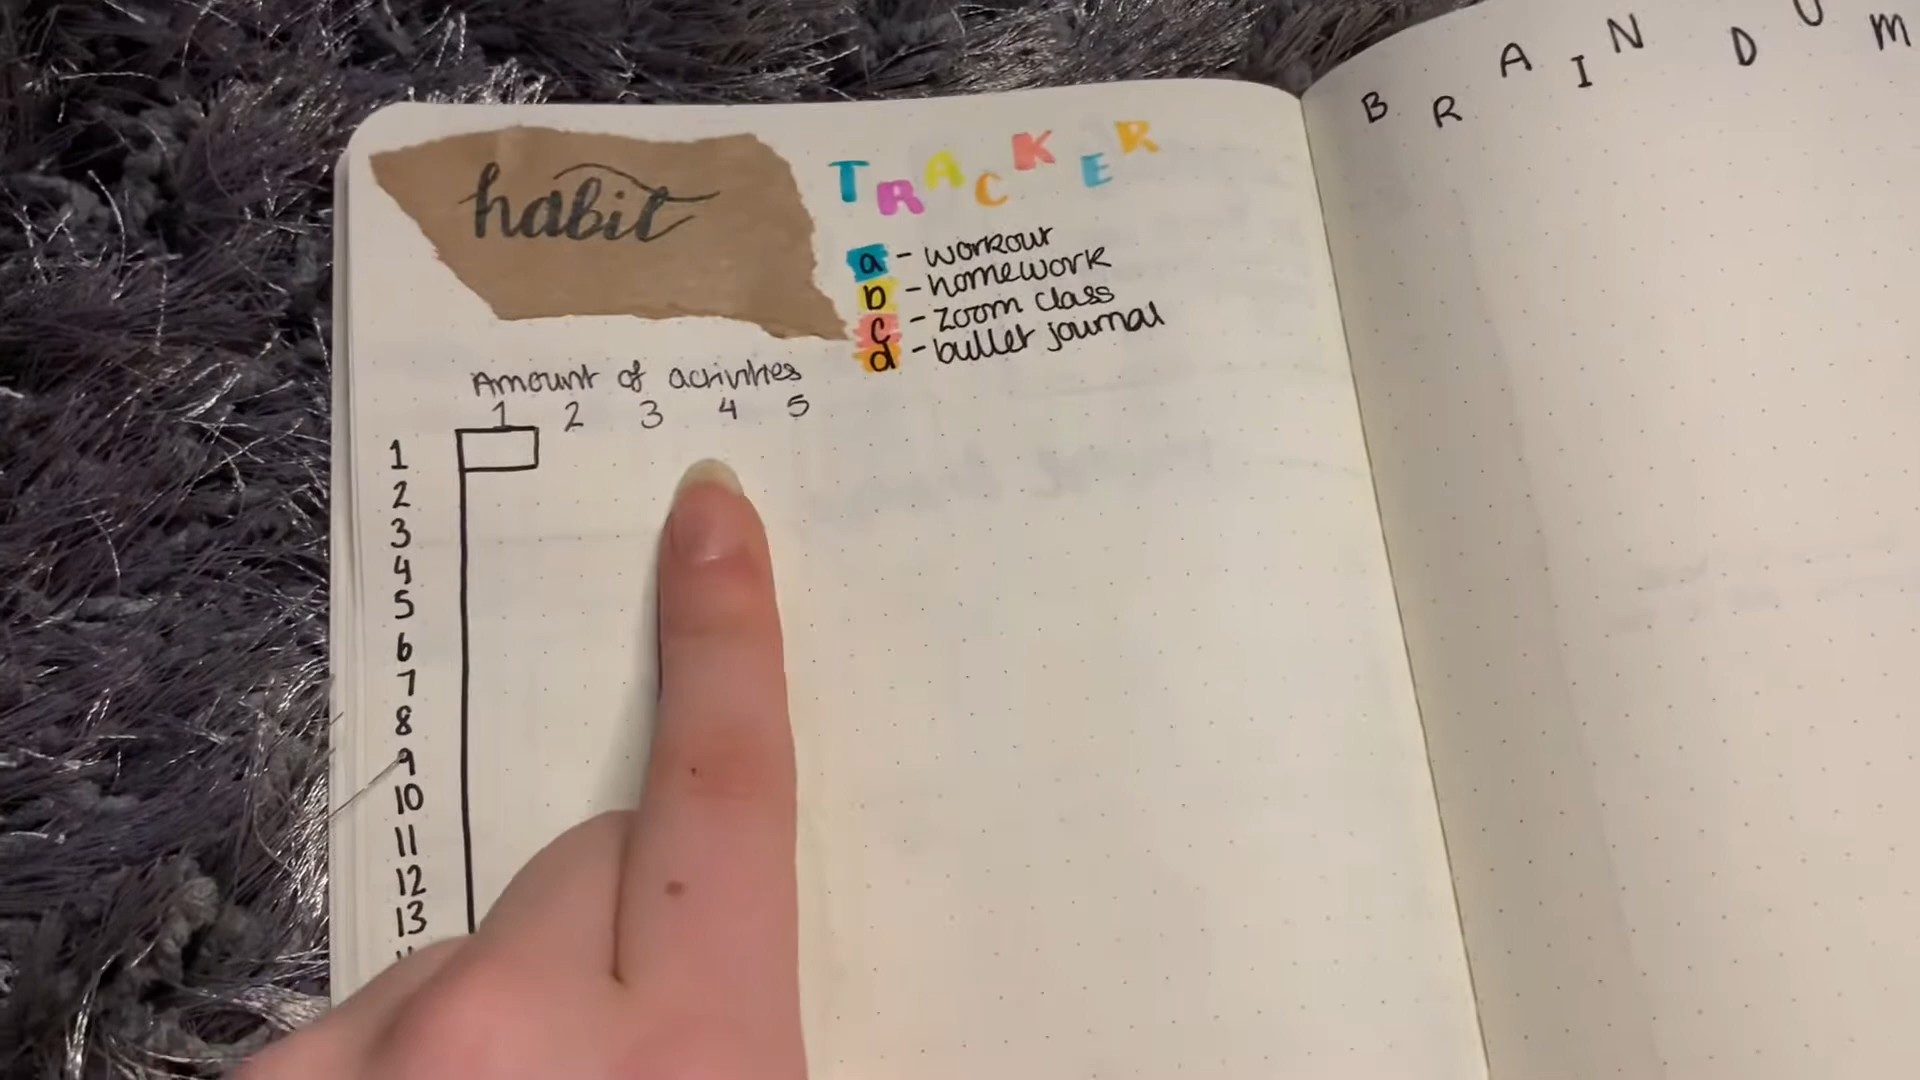 habit TRACKER
a - workout
b - homework
c - zoom class
d - bullet journal
Amount of activities
1 2 3 4 5
1
2
3
4
5
6
7
8
9
10
11
12
13
BRAIN DUM